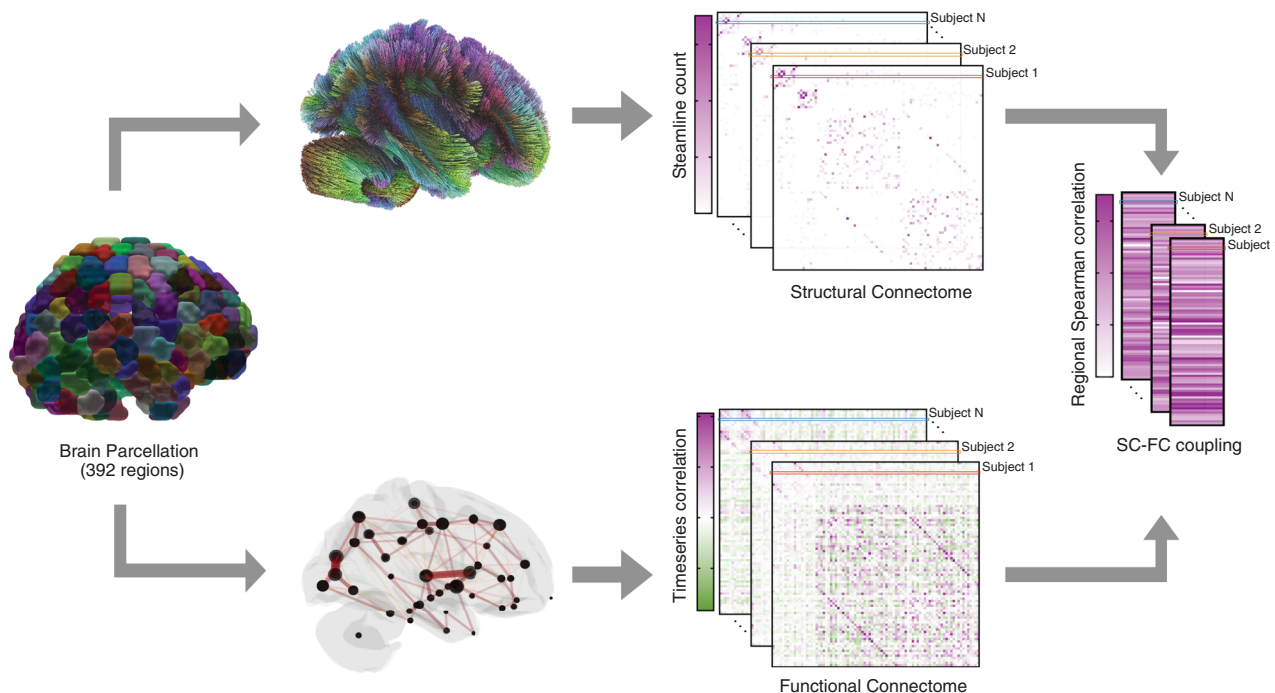 Brain Parcellation
(392 regions)
Steamline count
Subject N
Subject 2
Subject 1
Structural Connectome
Timeseries correlation
Subject N
Subject 2
Subject 1
Functional Connectome
Regional Spearman correlation
Subject N
Subject 2
Subject
SC-FC coupling